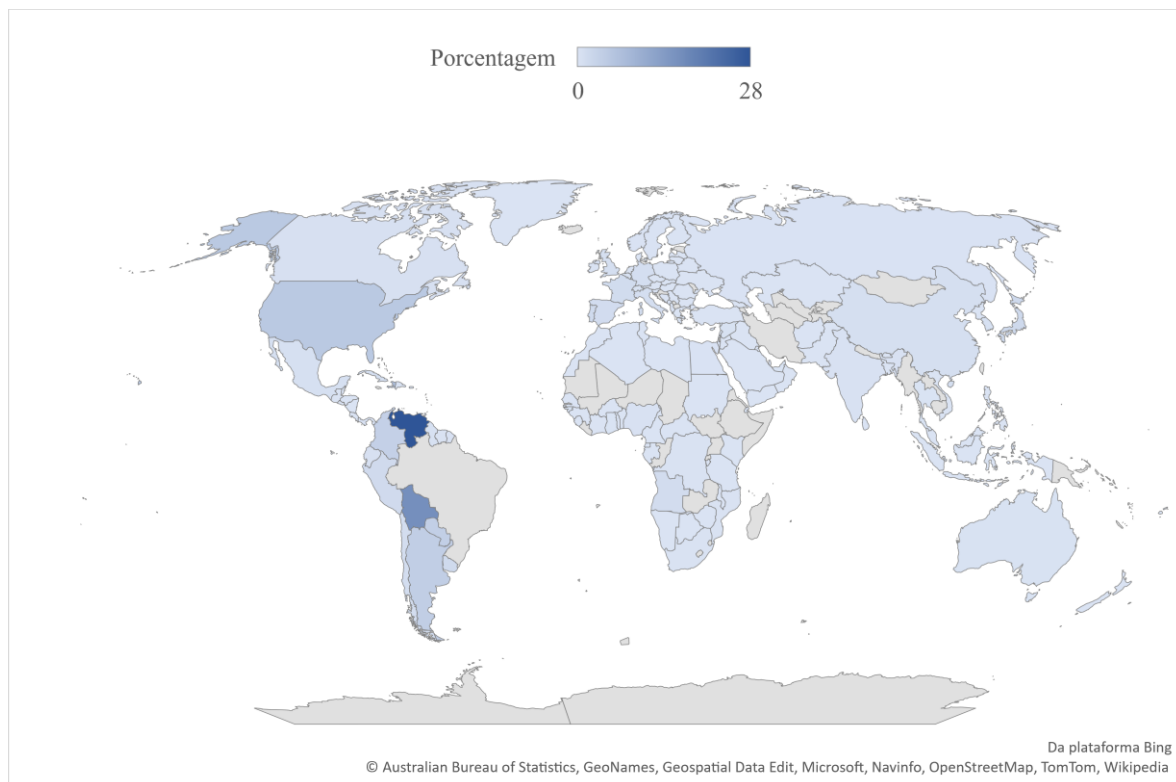 Porcentagem
0 28
Da plataforma Bing
© Australian Bureau of Statistics, GeoNames, Geospatial Data Edit, Microsoft, Navinfo, OpenStreetMap, TomTom, Wikipedia